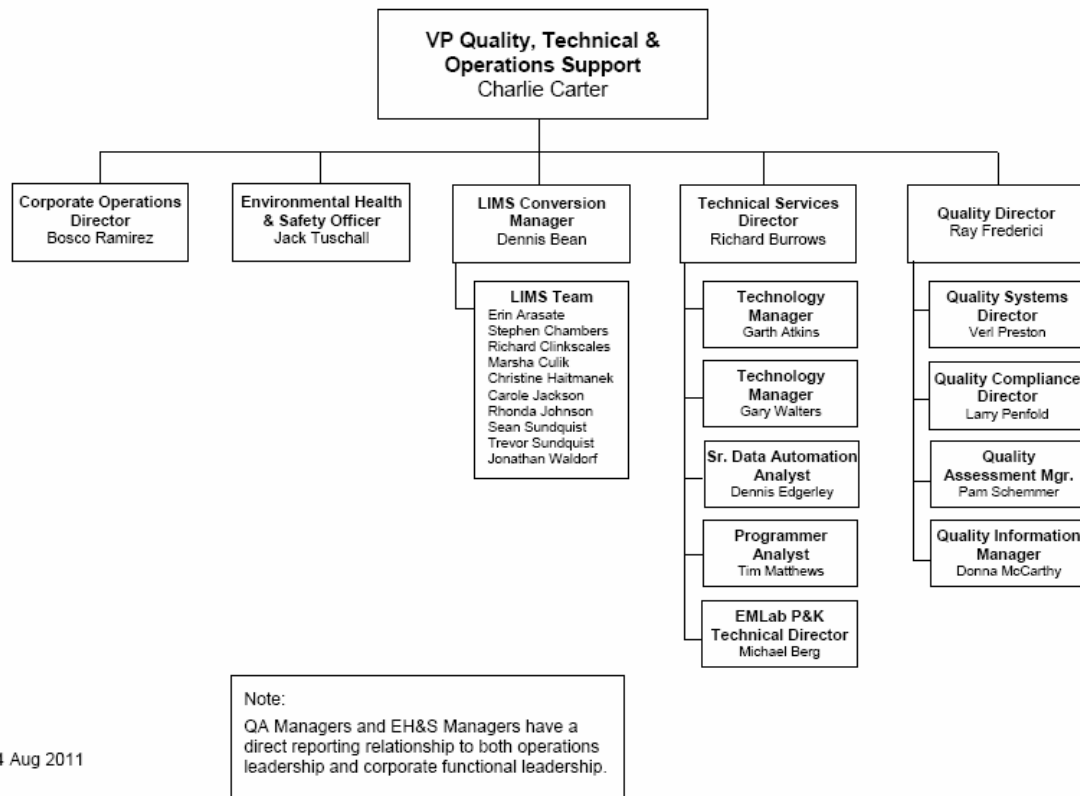 VP Quality, Technical &
Operations Support
Charlie Carter
Corporate Operations
Director
Bosco Ramirez
Environmental Health
& Safety Officer
Jack Tuschall
LIMS Conversion
Manager
Dennis Bean
Technical Services
Director
Richard Burrows
Quality Director
Ray Frederici
LIMS Team
Erin Arasate
Stephen Chambers
Richard Clinkscales
Marsha Culik
Christine Haitmanek
Carole Jackson
Rhonda Johnson
Sean Sundquist
Trevor Sundquist
Jonathan Waldorf
Technology
Manager
Garth Atkins
Technology
Manager
Gary Walters
Sr. Data Automation
Analyst
Dennis Edgerley
Programmer
Analyst
Tim Matthews
EMLab P&K
Technical Director
Michael Berg
Quality Systems
Director
Verl Preston
Quality Compliance
Director
Larry Penfold
Quality
Assessment Mgr.
Pam Schemmer
Quality Information
Manager
Donna McCarthy
Note:
QA Managers and EH&S Managers have a
direct reporting relationship to both operations
leadership and corporate functional leadership.
4 Aug 2011